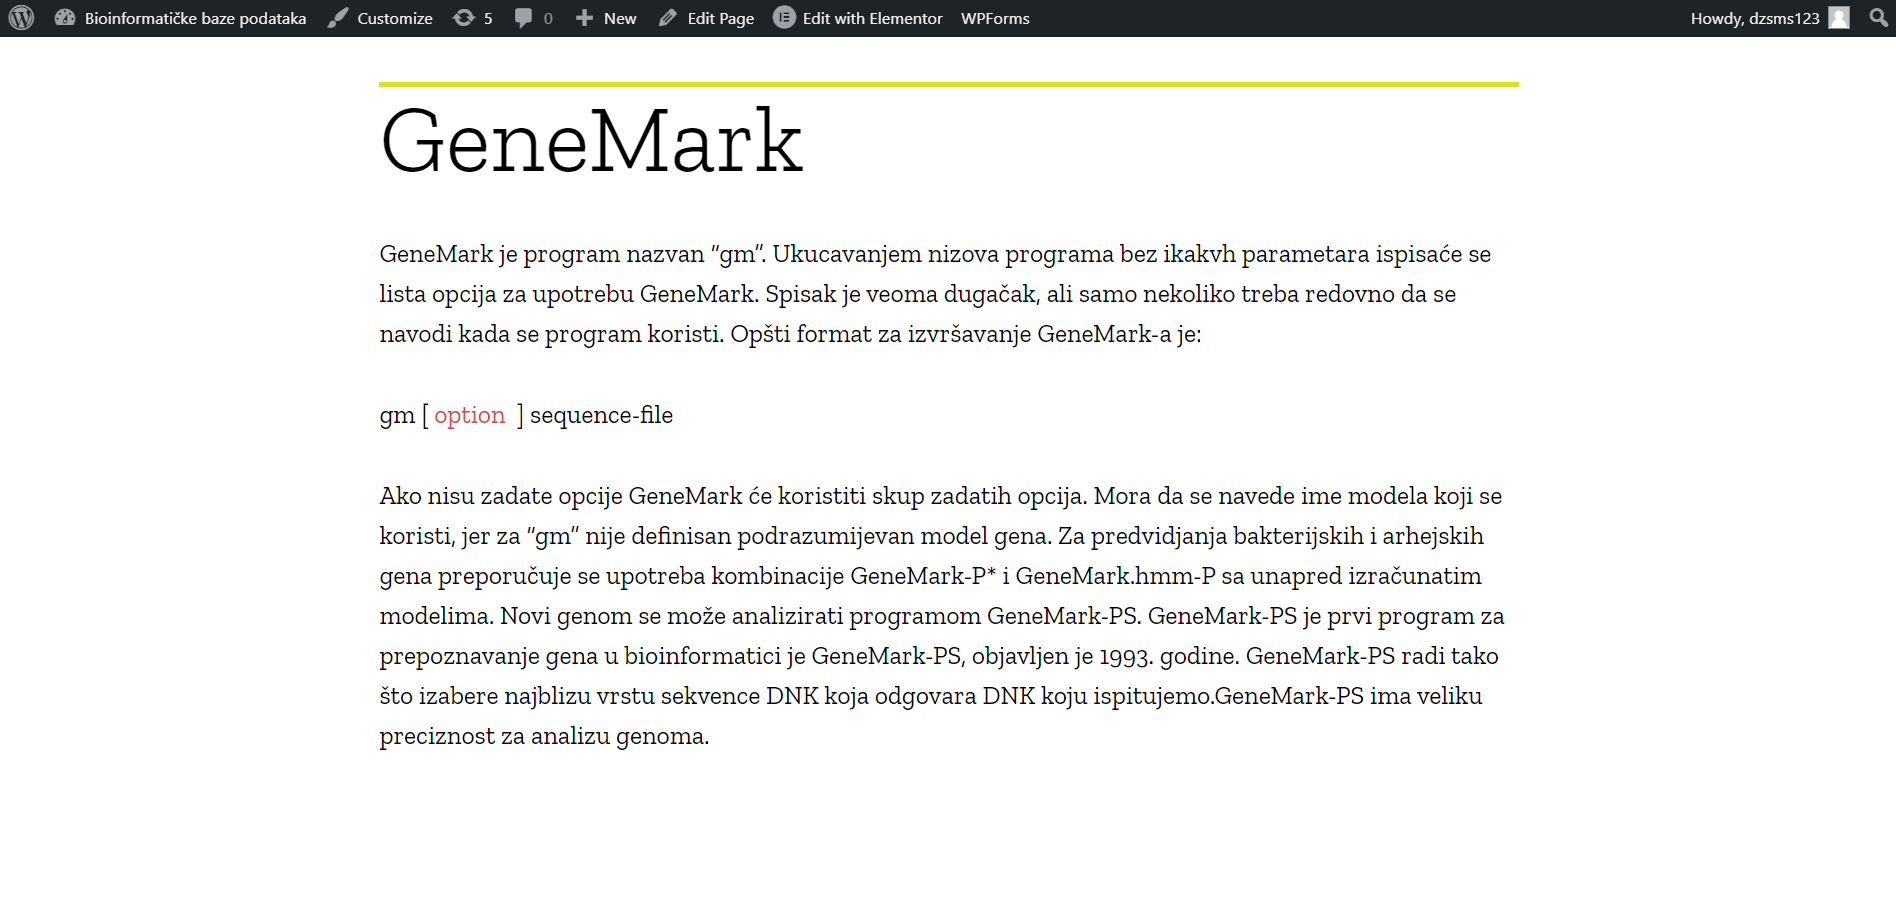 Bioinformatičke baze podataka Customize 5 0 New Edit Page Edit with Elementor WPForms Howdy, dzsms123
GeneMark
GeneMark je program nazvan “gm”. Ukucavanjem nizova programa bez ikakvh parametara ispisaće se
lista opcija za upotrebu GeneMark. Spisak je veoma dugačak, ali samo nekoliko treba redovno da se
navodi kada se program koristi. Opšti format za izvršavanje GeneMark-a je:
gm [ option ] sequence-file
Ako nisu zadate opcije GeneMark će koristiti skup zadatih opcija. Mora da se navede ime modela koji se
koristi, jer za “gm” nije definisan podrazumijevan model gena. Za predvidjanja bakterijskih i arhejskih
gena preporučuje se upotreba kombinacije GeneMark-P* i GeneMark.hmm-P sa unapred izračunatim
modelima. Novi genom se može analizirati programom GeneMark-PS. GeneMark-PS je prvi program za
prepoznavanje gena u bioinformatici je GeneMark-PS, objavljen je 1993. godine. GeneMark-PS radi tako
što izabere najblizu vrstu sekvence DNK koja odgovara DNK koju ispitujemo.GeneMark-PS ima veliku
preciznost za analizu genoma.